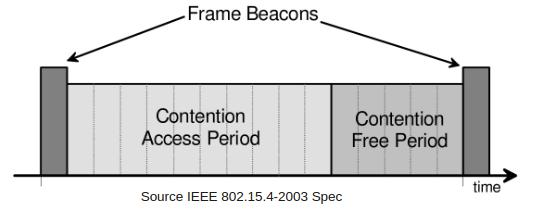 Frame Beacons
Contention
Access Period
Contention
Free Period
time
Source IEEE 802.15.4-2003 Spec